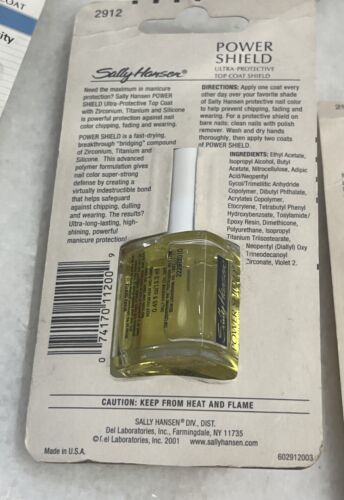 COAT
2912
Sally Hansen®
POWER
SHIELD
ULTRA-PROTECTIVE
TOP COAT SHIELD
Need the maximum in manicure
protection? Sally Hansen POWER
SHIELD Ultra-Protective Top Coat
with Zirconium, Titanium and Silicone
is powerful protection against nail
color chipping, fading and wearing.
POWER SHIELD is a fast-drying,
breakthrough "bridging" compound
of Zirconium, Titanium and
Silicone. This advanced
polymer formulation gives
nail color super-strong
defense by creating a
virtually indestructible bond
that helps safeguard
against chipping, dulling
and wearing. The results?
Ultra-long-lasting, high-
shining, powerful
manicure protection!
DIRECTIONS: Apply one coat every
other day over your favorite shade
of Sally Hansen protective nail color
to help prevent chipping, fading and
wearing. For a protective shield on
bare nails: clean nails with polish
remover. Wash and dry hands
thoroughly, then apply two coats
of POWER SHIELD.
INGREDIENTS: Ethyl Acetate,
Isopropyl Alcohol, Butyl
Acetate, Nitrocellulose, Adipic
Acid/Neopentyl
Glycol/Trimellitic Anhydride
Copolymer, Dibutyl Phthalate,
Acrylates Copolymer,
Etocrylene, Tetrabutyl Phenyl
Hydroxybenzoate, Tosylamide/
Epoxy Resin, Dimethicone,
Polyurethane, Isopropyl
Titanium Triisostearate,
Neopentyl (Diallyl) Oxy
Trineodecanoyl
Zirconate, Violet 2.
0 74170 11200 9
Sally Hansen
POWER
CAUTION: KEEP FROM HEAT AND FLAME
SALLY HANSEN DIV., DIST.
Del Laboratories, Inc., Farmingdale, NY 11735
Del Laboratories, Inc. 2001 www.sallyhansen.com
Made in U.S.A.
602912003